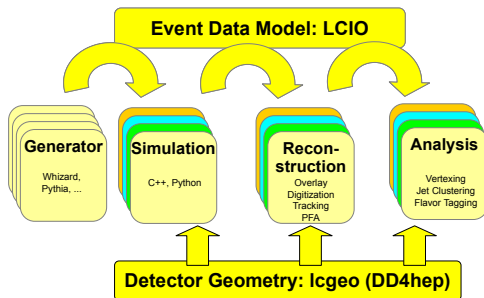 Event Data Model: LCIO
Generator
Whizard,
Pythia, ...
Simulation
C++, Python
Recon-
struction
Overlay
Digitization
Tracking
PFA
Analysis
Vertexing
Jet Clustering
Flavor Tagging
Detector Geometry: lcgeo (DD4hep)